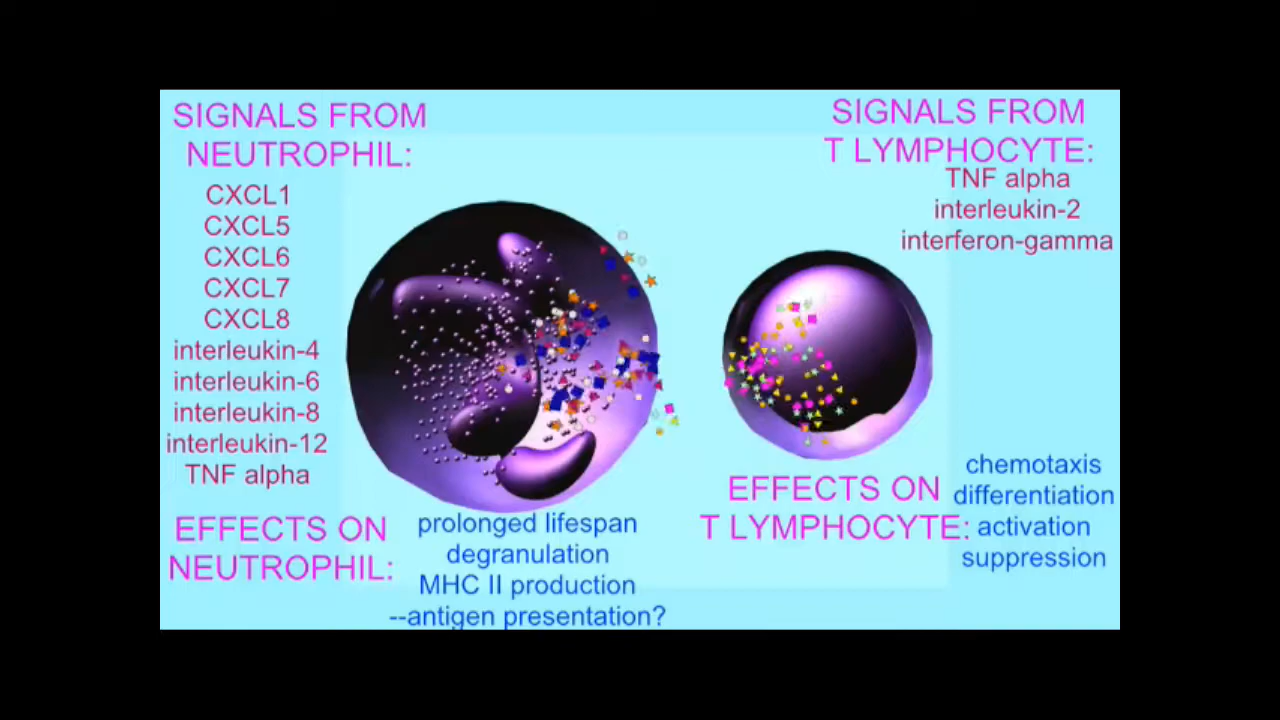 SIGNALS FROM
NEUTROPHIL:
CXCL1
CXCL5
CXCL6
CXCL7
CXCL8
interleukin-4
interleukin-6
interleukin-8
interleukin-12
TNF alpha
EFFECTS ON
NEUTROPHIL:
prolonged lifespan
degranulation
MHC II production
--antigen presentation?
SIGNALS FROM
T LYMPHOCYTE:
TNF alpha
interleukin-2
interferon-gamma
EFFECTS ON
T LYMPHOCYTE:
chemotaxis
differentiation
activation
suppression